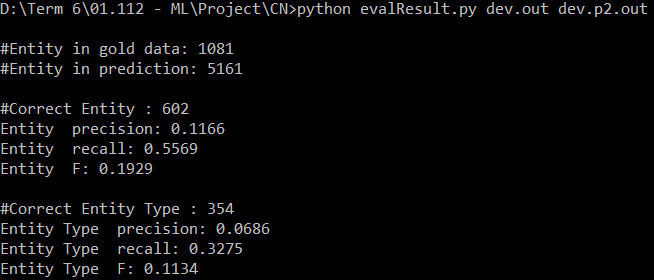 D:\Term 6\01.112 - ML\Project\CN>python evalResult.py dev.out dev.p2.out
#Entity in gold data: 1081
#Entity in prediction: 5161
#Correct Entity : 602
Entity  precision: 0.1166
Entity  recall: 0.5569
Entity  F: 0.1929
#Correct Entity Type : 354
Entity Type  precision: 0.0686
Entity Type  recall: 0.3275
Entity Type  F: 0.1134